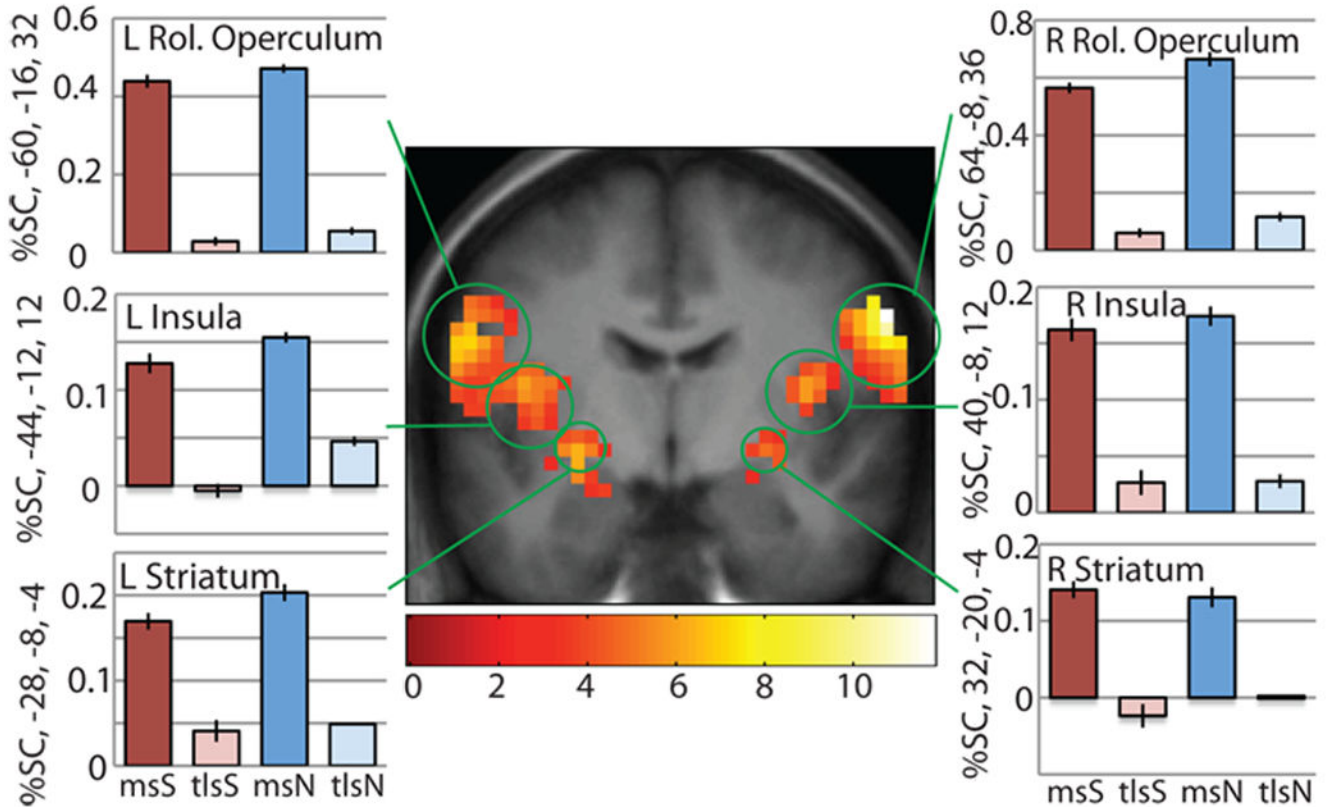 %SC, -60, -16, 32
0.6
0.4
0.2
0
L Rol. Operculum
%SC, -44, -12, 12
0.2
0.1
0
L Insula
%SC, -28, -8, -4
0.2
0.1
0
L Striatum
msS tlsS msN tlsN
0 2 4 6 8 10
%SC, 64, -8, 36
0.8
0.4
0
R Rol. Operculum
%SC, 40, -8, 12
0.2
0.1
0
R Insula
%SC, 32, -20, -4
0.2
0.1
0
R Striatum
msS tlsS msN tlsN